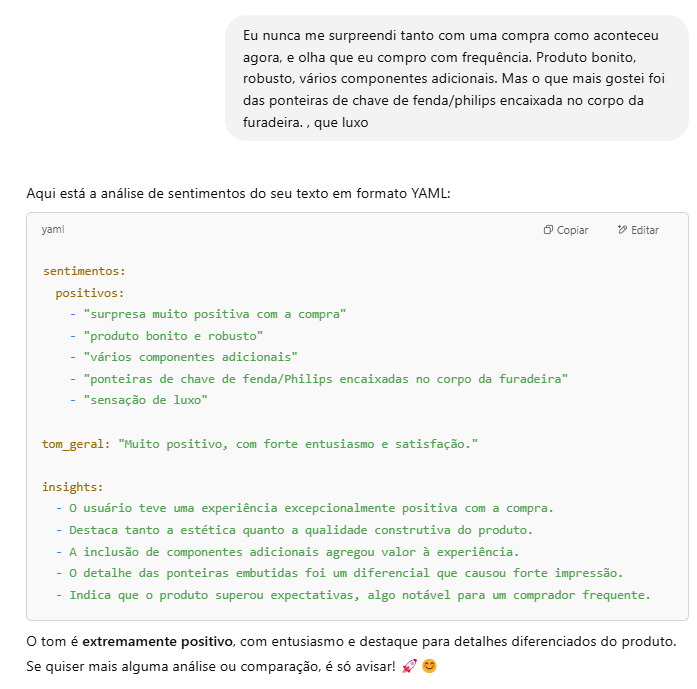 Eu nunca me surpreendi tanto com uma compra como aconteceu
agora, e olha que eu compro com frequência. Produto bonito,
robusto, vários componentes adicionais. Mas o que mais gostei foi
das ponteiras de chave de fenda/philips encaixada no corpo da
furadeira. , que luxo
Aqui está a análise de sentimentos do seu texto em formato YAML:
yaml
Copiar
Editar
sentimentos:
positivos:
- "surpresa muito positiva com a compra"
- "produto bonito e robusto"
- "vários componentes adicionais"
- "ponteiras de chave de fenda/Philips encaixadas no corpo da furadeira"
- "sensação de luxo"
tom_geral: "Muito positivo, com forte entusiasmo e satisfação."
insights:
- O usuário teve uma experiência excepcionalmente positiva com a compra.
- Destaca tanto a estética quanto a qualidade construtiva do produto.
- A inclusão de componentes adicionais agregou valor à experiência.
- O detalhe das ponteiras embutidas foi um diferencial que causou forte impressão.
- Indica que o produto superou expectativas, algo notável para um comprador frequente.
O tom é extremamente positivo, com entusiasmo e destaque para detalhes diferenciados do produto.
Se quiser mais alguma análise ou comparação, é só avisar! 🚀 😊